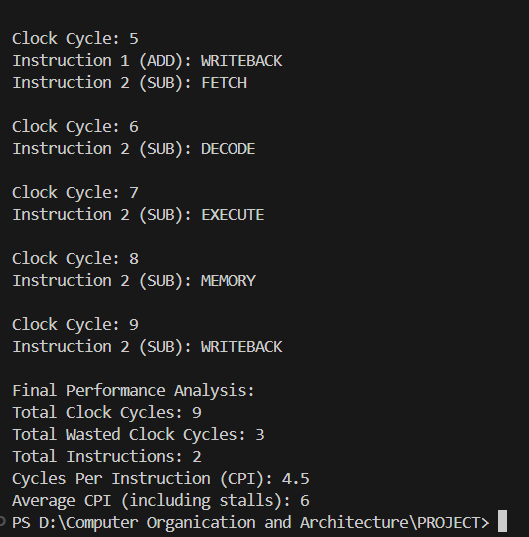 Clock Cycle: 5
Instruction 1 (ADD): WRITEBACK
Instruction 2 (SUB): FETCH
Clock Cycle: 6
Instruction 2 (SUB): DECODE
Clock Cycle: 7
Instruction 2 (SUB): EXECUTE
Clock Cycle: 8
Instruction 2 (SUB): MEMORY
Clock Cycle: 9
Instruction 2 (SUB): WRITEBACK
Final Performance Analysis:
Total Clock Cycles: 9
Total Wasted Clock Cycles: 3
Total Instructions: 2
Cycles Per Instruction (CPI): 4.5
Average CPI (including stalls): 6
PS D:\Computer Organication and Architecture\PROJECT>